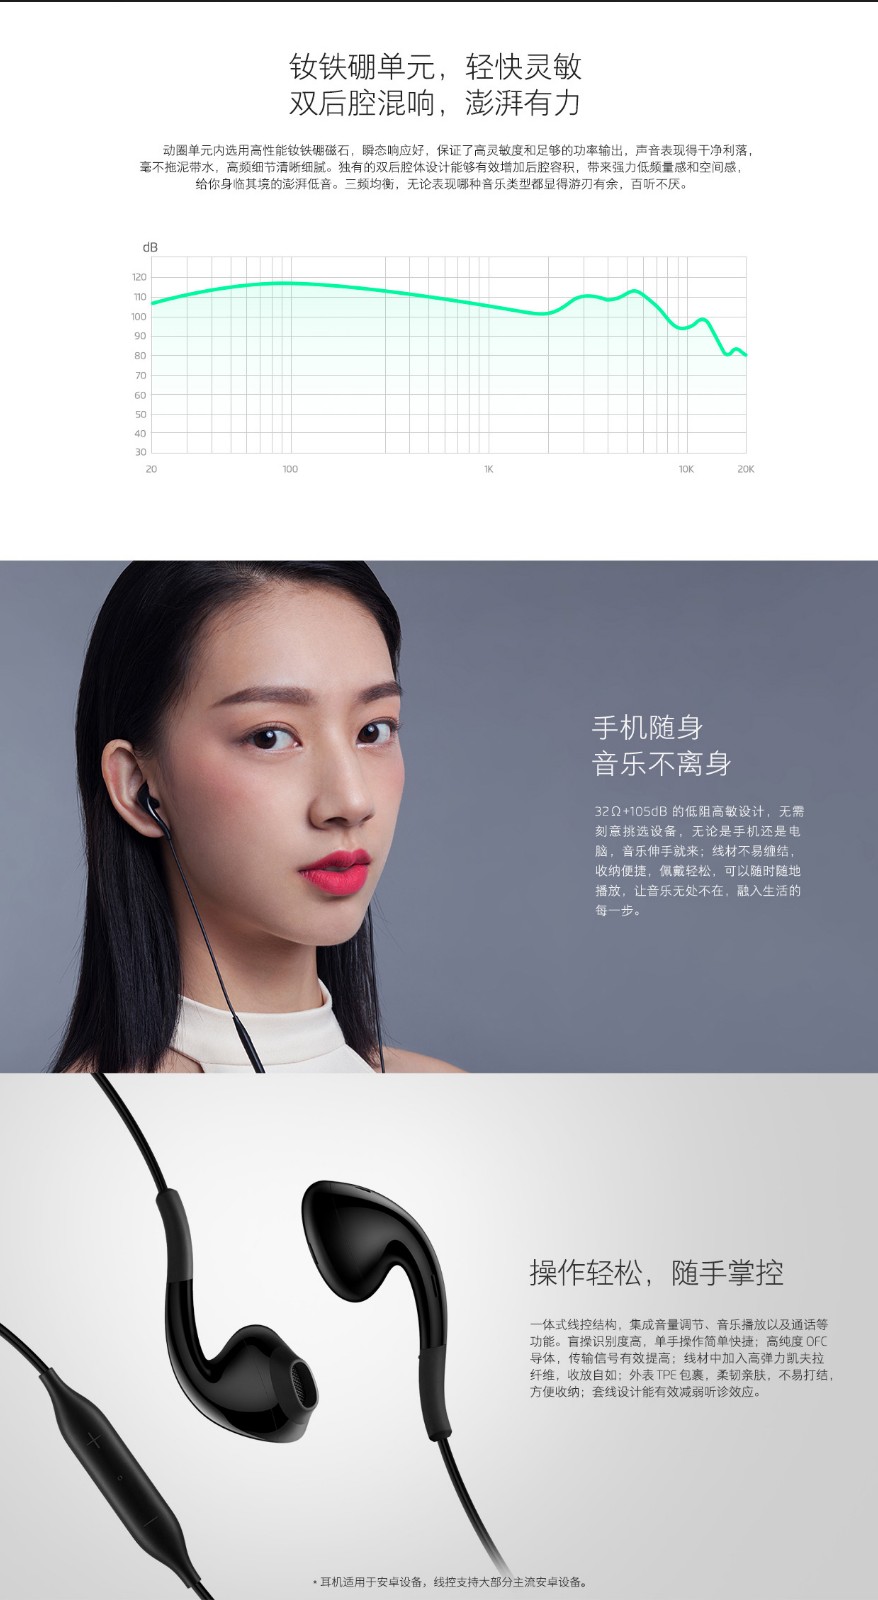 钕铁硼单元，轻快灵敏
双后腔混响，澎湃有力
动圈单元内选用高性能钕铁硼磁石，瞬态响应好，保证了高灵敏度和足够的功率输出，声音表现得干净利落，
毫不拖泥带水，高频细节清晰细腻。独有的双后腔体设计能够有效增加后腔容积，带来强力低频量感和空间感，
给你身临其境的澎湃低音。三频均衡，无论表现哪种音乐类型都显得游刃有余，百听不厌。
dB
120
110
100
90
80
70
60
50
40
30
20 100 1K 10K 20K
手机随身
音乐不离身
32Ω+105dB 的低阻高敏设计，无需
刻意挑选设备，无论是手机还是电
脑，音乐伸手就来；线材不易缠结，
收纳便捷，佩戴轻松，可以随时随地
播放，让音乐无处不在，融入生活的
每一步。
操作轻松，随手掌控
一体式线控结构，集成音量调节、音乐播放以及通话等
功能。盲操识别度高，单手操作简单快捷；高纯度 OFC
导体，传输信号有效提高；线材中加入高弹力凯夫拉
纤维，收放自如；外表 TPE 包裹，柔韧亲肤，不易打结，
方便收纳；套线设计能有效减弱听诊效应。
* 耳机适用于安卓设备，线控支持大部分主流安卓设备。